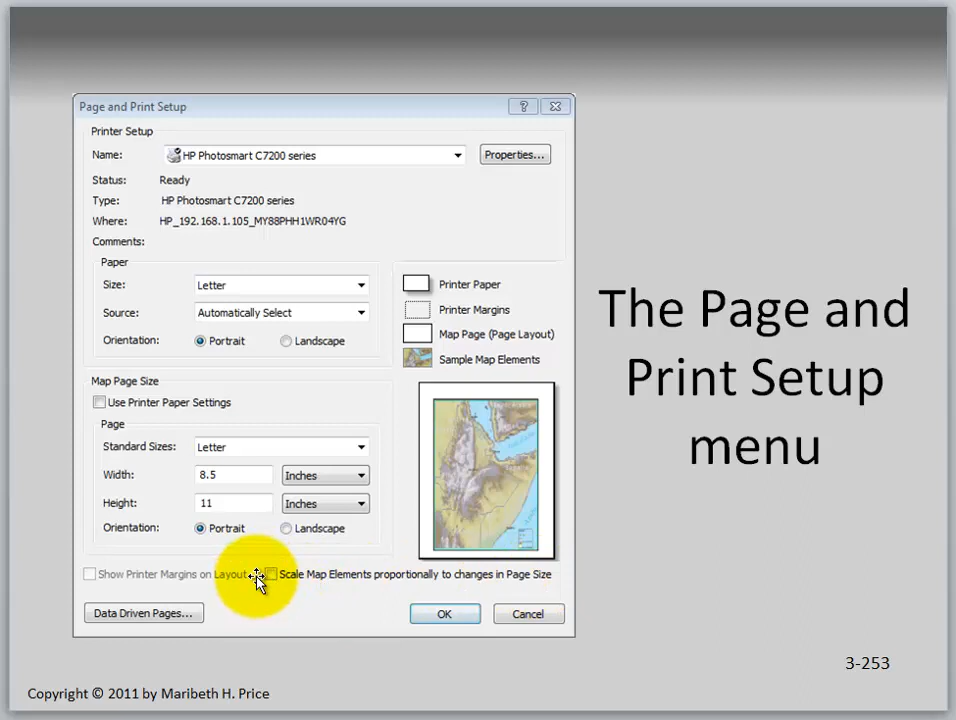 Page and Print Setup
?
Printer Setup
Name: HP Photosmart C7200 series Properties...
Status: Ready
Type: HP Photosmart C7200 series
Where: HP_192.168.1.105_MY88PHH1WR04YG
Comments:
Paper
Size: Letter
Source: Automatically Select
Orientation: Portrait Landscape
Printer Paper
Printer Margins
Map Page (Page Layout)
Sample Map Elements
Map Page Size
Use Printer Paper Settings
Page
Standard Sizes: Letter
Width: 8.5 Inches
Height: 11 Inches
Orientation: Portrait Landscape
Show Printer Margins on Layout Scale Map Elements proportionally to changes in Page Size
Data Driven Pages... OK Cancel
The Page and
Print Setup
menu
3-253
Copyright © 2011 by Maribeth H. Price